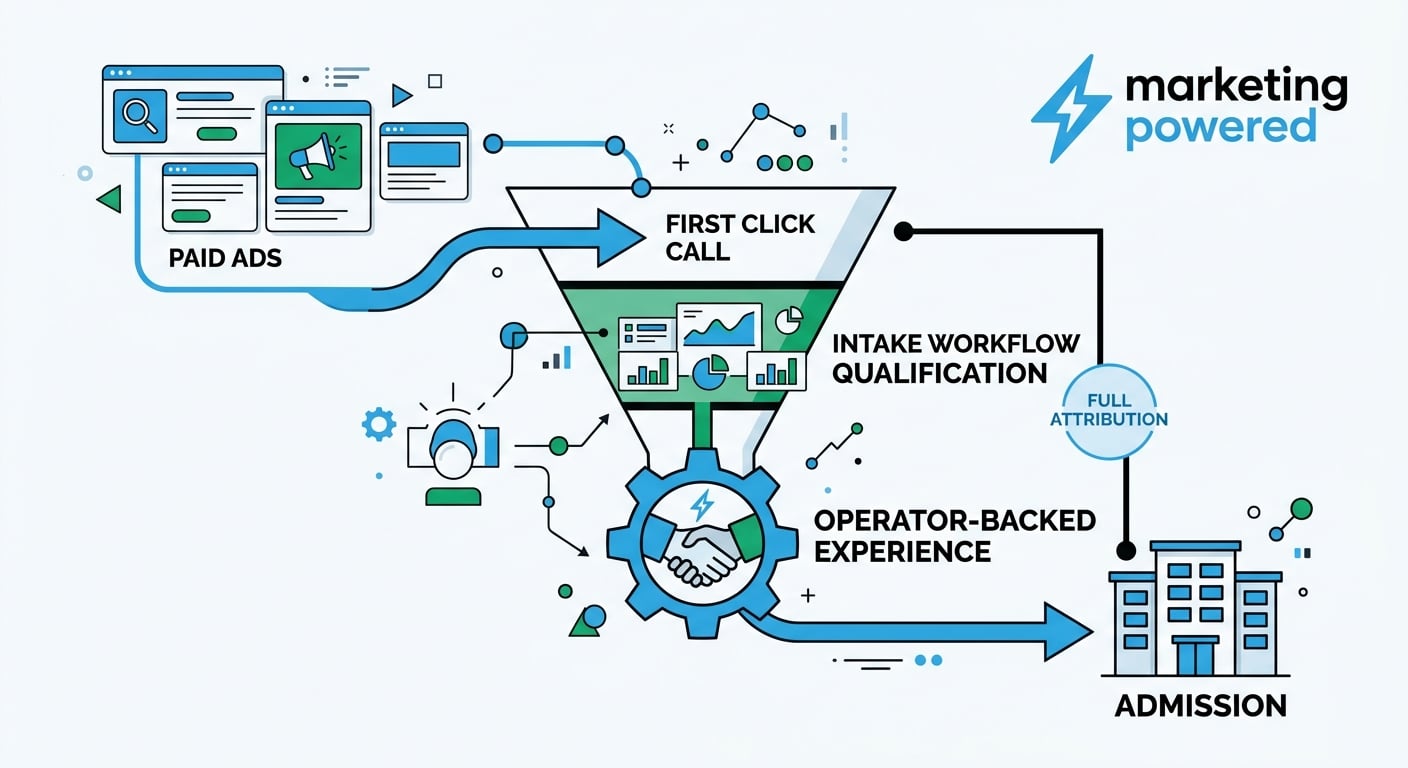 marketing
powered
PAID ADS
FIRST CLICK
CALL
INTAKE WORKFLOW
QUALIFICATION
FULL
ATTRIBUTION
OPERATOR-BACKED
EXPERIENCE
ADMISSION